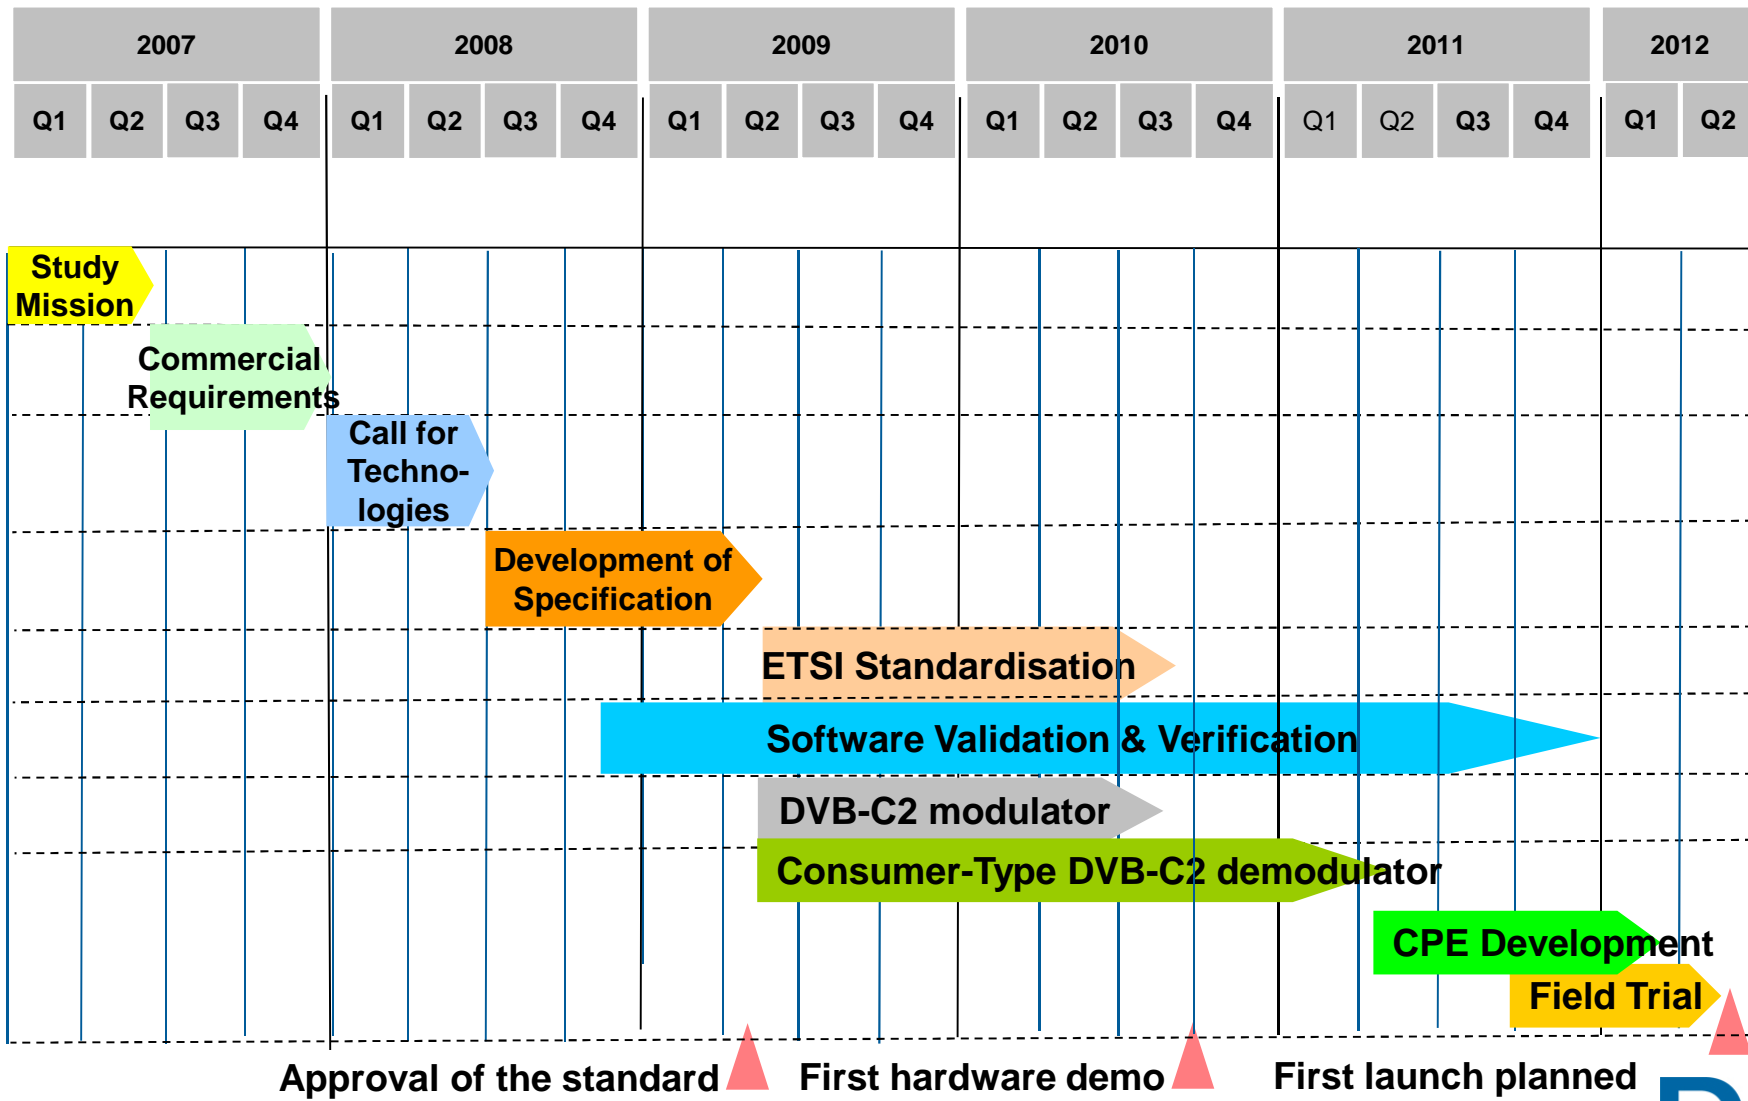 2007 2008 2009 2010 2011 2012
Q1 Q2 Q3 Q4 Q1 Q2 Q3 Q4 Q1 Q2 Q3 Q4 Q1 Q2 Q3 Q4 Q1 Q2 Q3 Q4 Q1 Q2
Study
Mission
Commercial
Requirements
Call for
Techno-
logies
Development of
Specification
ETSI Standardisation
Software Validation & Verification
DVB-C2 modulator
Consumer-Type DVB-C2 demodulator
CPE Development
Field Trial
Approval of the standard First hardware demo First launch planned